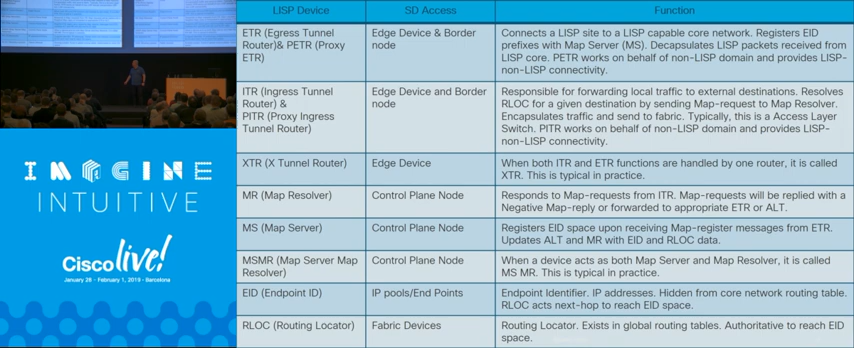 IMAGINE
INTUITIVE
Cisco live!
January 28 - February 1, 2019 • Barcelona
LISP Device SD Access Function
ETR (Egress Tunnel
Router)& PETR (Proxy
ETR)
Edge Device & Border
node
Connects a LISP site to a LISP capable core network. Registers EID
prefixes with Map Server (MS). Decapsulates LISP packets received from
LISP core. PETR works on behalf of non-LISP domain and provides LISP-
non-LISP connectivity.
ITR (Ingress Tunnel
Router) &
PITR (Proxy Ingress
Tunnel Router)
Edge Device and Border
node
Responsible for forwarding local traffic to external destinations. Resolves
RLOC for a given destination by sending Map-request to Map Resolver.
Encapsulates traffic and send to fabric. Typically, this is a Access Layer
Switch. PITR works on behalf of non-LISP domain and provides LISP-
non-LISP connectivity.
XTR (X Tunnel Router)
Edge Device
When both ITR and ETR functions are handled by one router, it is called
XTR. This is typical in practice.
MR (Map Resolver)
Control Plane Node
Responds to Map-requests from ITR. Map-requests will be replied with a
Negative Map-reply or forwarded to appropriate ETR or ALT.
MS (Map Server)
Control Plane Node
Registers EID space upon receiving Map-register messages from ETR.
Updates ALT and MR with EID and RLOC data.
MSMR (Map Server Map
Resolver)
Control Plane Node
When a device acts as both Map Server and Map Resolver, it is called
MS MR. This is typical in practice.
EID (Endpoint ID)
IP pools/End Points
Endpoint Identifier. IP addresses. Hidden from core network routing table.
RLOC acts next-hop to reach EID space.
RLOC (Routing Locator)
Fabric Devices
Routing Locator. Exists in global routing tables. Authoritative to reach EID
space.